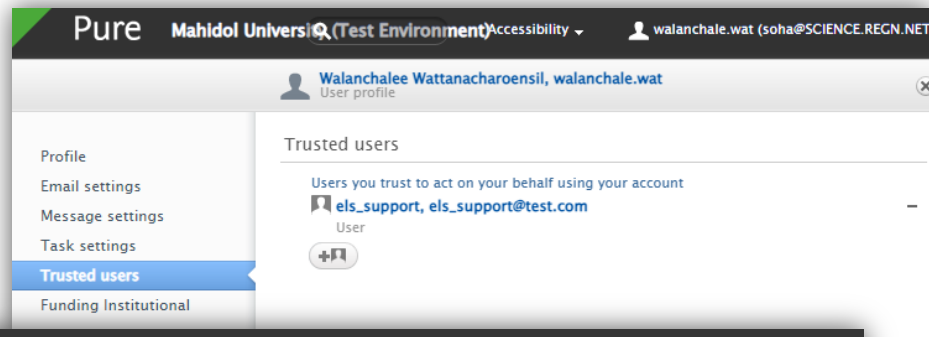 Pure Mahidol University (Test Environment) Accessibility walanchale.wat (soha@SCIENCE.REGN.NET
Walanchalee Wattanacharoensil, walanchale.wat
User profile
Profile
Email settings
Message settings
Task settings
Trusted users
Funding Institutional
Trusted users
Users you trust to act on your behalf using your account
els_support, els_support@test.com
User